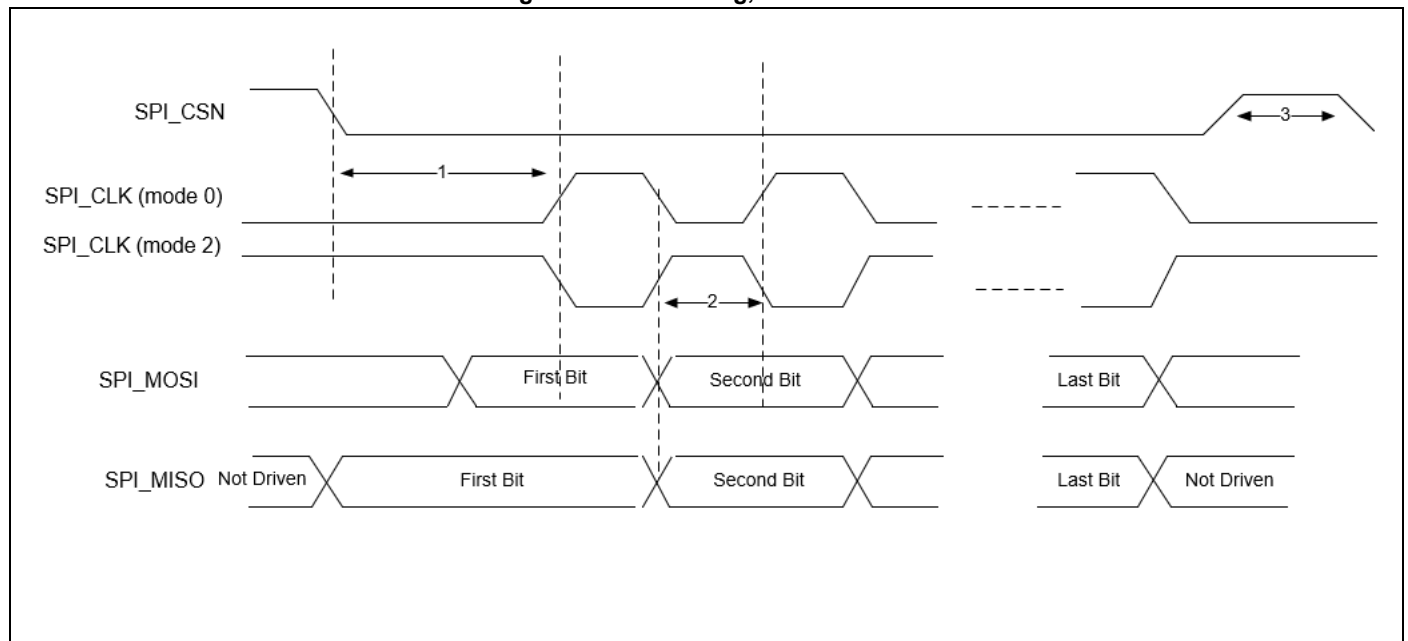 SPI_CSN
3
1
SPI_CLK (mode 0)
SPI_CLK (mode 2)
2
SPI_MOSI
First Bit
Second Bit
Last Bit
SPI_MISO
Not Driven
First Bit
Second Bit
Last Bit
Not Driven